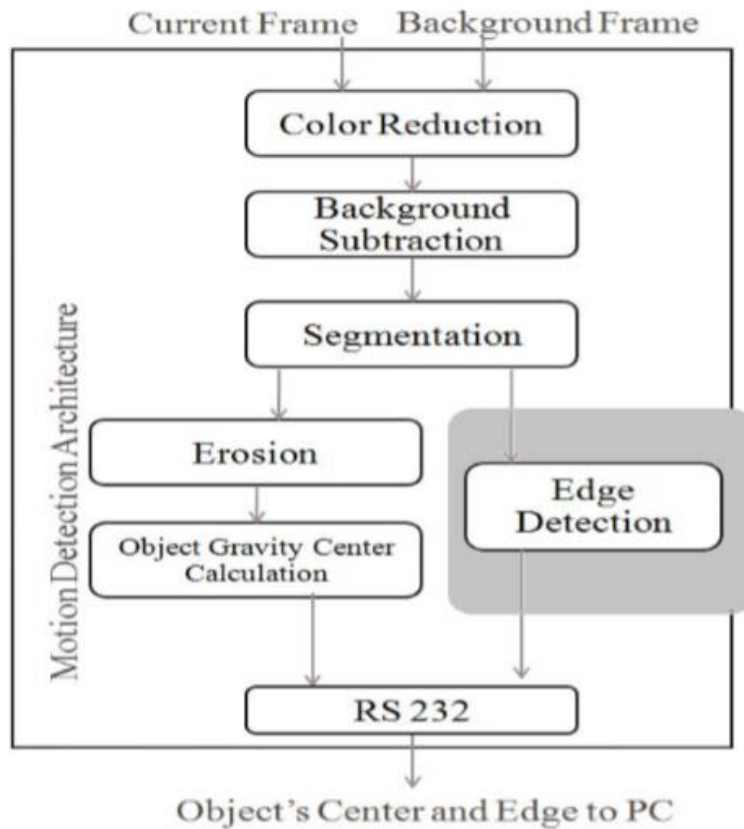 Current Frame
Background Frame
Color Reduction
Background
Subtraction
Segmentation
Motion Detection Architecture
Erosion
Edge
Detection
Object Gravity Center
Calculation
RS 232
Object's Center and Edge to PC